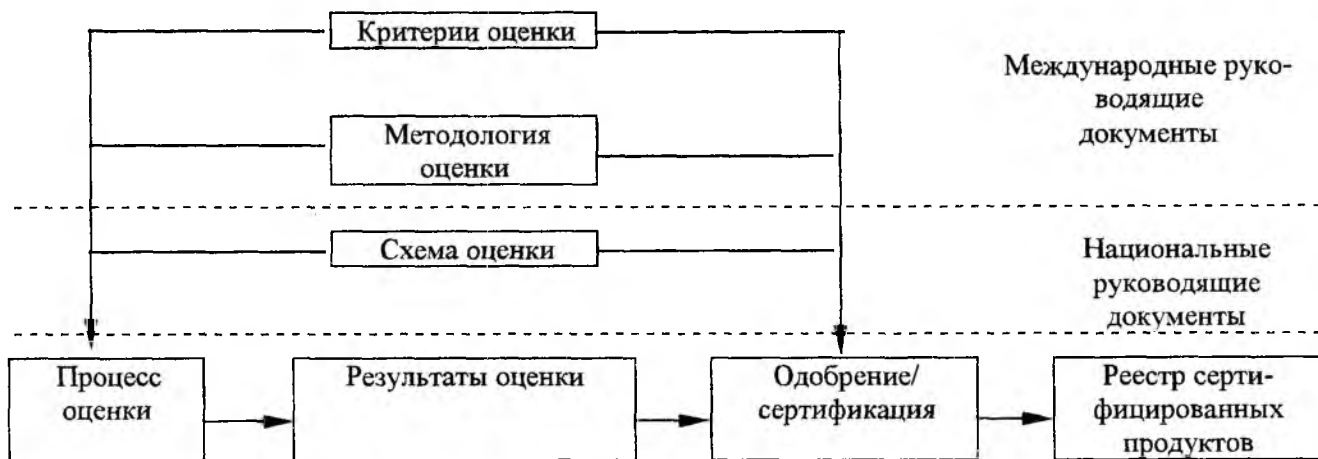 Критерии оценки
Международные руко-
водящие
документы
Методология
оценки
Схема оценки
Национальные
руководящие
документы
Процесс
оценки
Результаты оценки
Одобрение/
сертификация
Реестр серти-
фицированных
продуктов